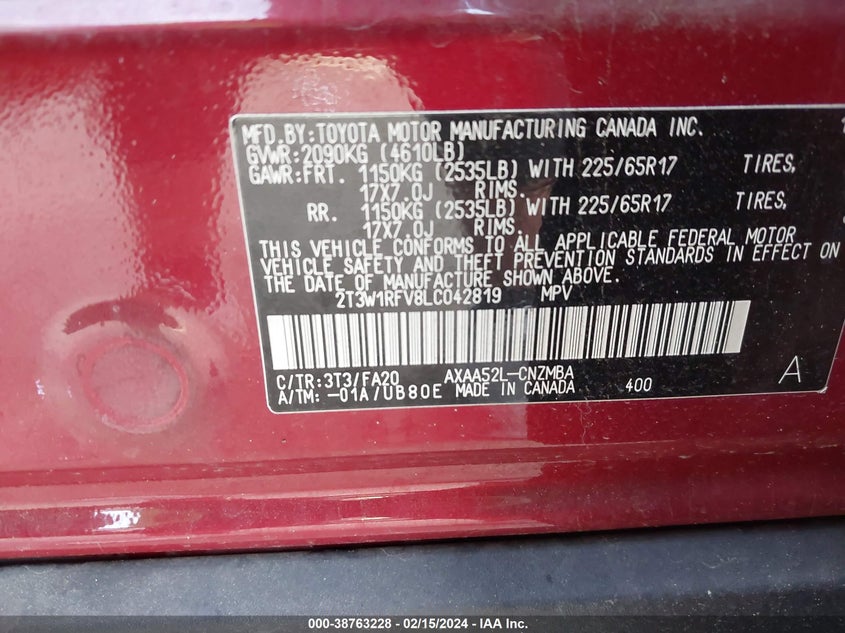 MFD.BY:TOYOTA MOTOR MANUFACTURING CANADA INC.
GVWR:2090KG (4610LB)
GAWR:FRT. 1150KG (2535LB) WITH 225/65R17 TIRES,
17X7.0J RIMS.
RR. 1150KG (2535LB) WITH 225/65R17 TIRES,
17X7.0J RIMS.
THIS VEHICLE CONFORMS TO ALL APPLICABLE FEDERAL MOTOR
VEHICLE SAFETY AND THEFT PREVENTION STANDARDS IN EFFECT ON
THE DATE OF MANUFACTURE SHOWN ABOVE.
2T3W1RFV8LC042819 MPV
C/TR:3T3/FA20 AXAA52L-CNZMBA
A/TM:-01A/UB80E MADE IN CANADA 400 A
000-38763228 - 02/15/2024 - IAA Inc.